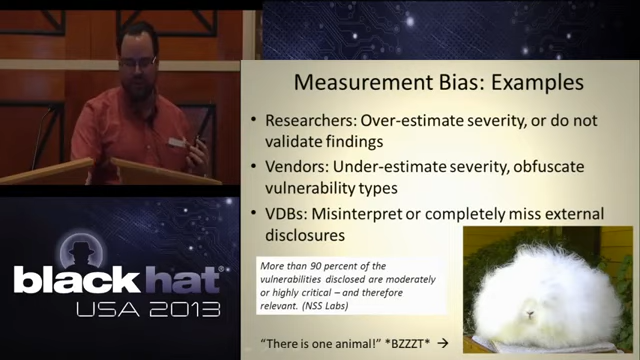 Measurement Bias: Examples
• Researchers: Over-estimate severity, or do not
validate findings
• Vendors: Under-estimate severity, obfuscate
vulnerability types
• VDBs: Misinterpret or completely miss external
disclosures
More than 90 percent of the
vulnerabilities disclosed are moderately
or highly critical – and therefore
relevant. (NSS Labs)
"There is one animal!" *BZZZT* →
black hat
USA 2013